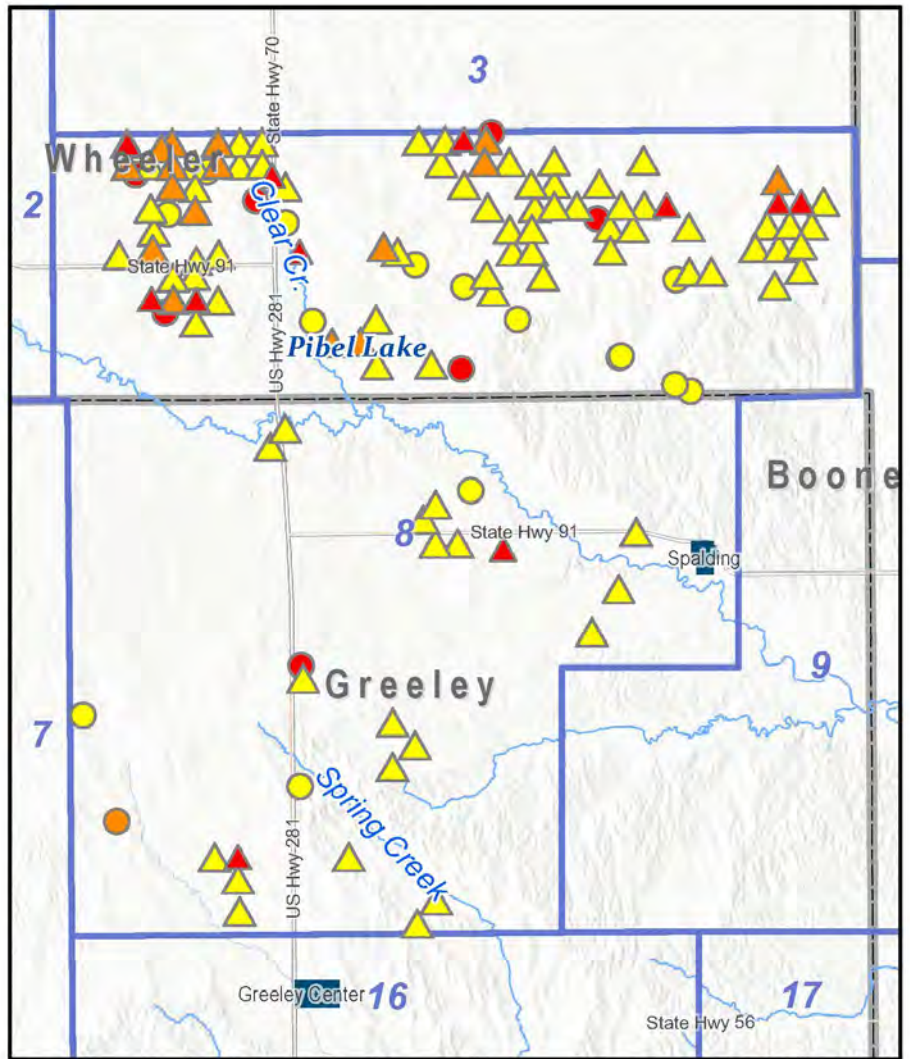 3
State Hwy-70
Wheeler
2
Clear Cr.
State Hwy 91
US Hwy-281
Pibel Lake
Boone
8
State Hwy 91
Spalding
9
Greeley
7
Spring Creek
US Hwy-281
Greeley Center
16
17
State Hwy 56